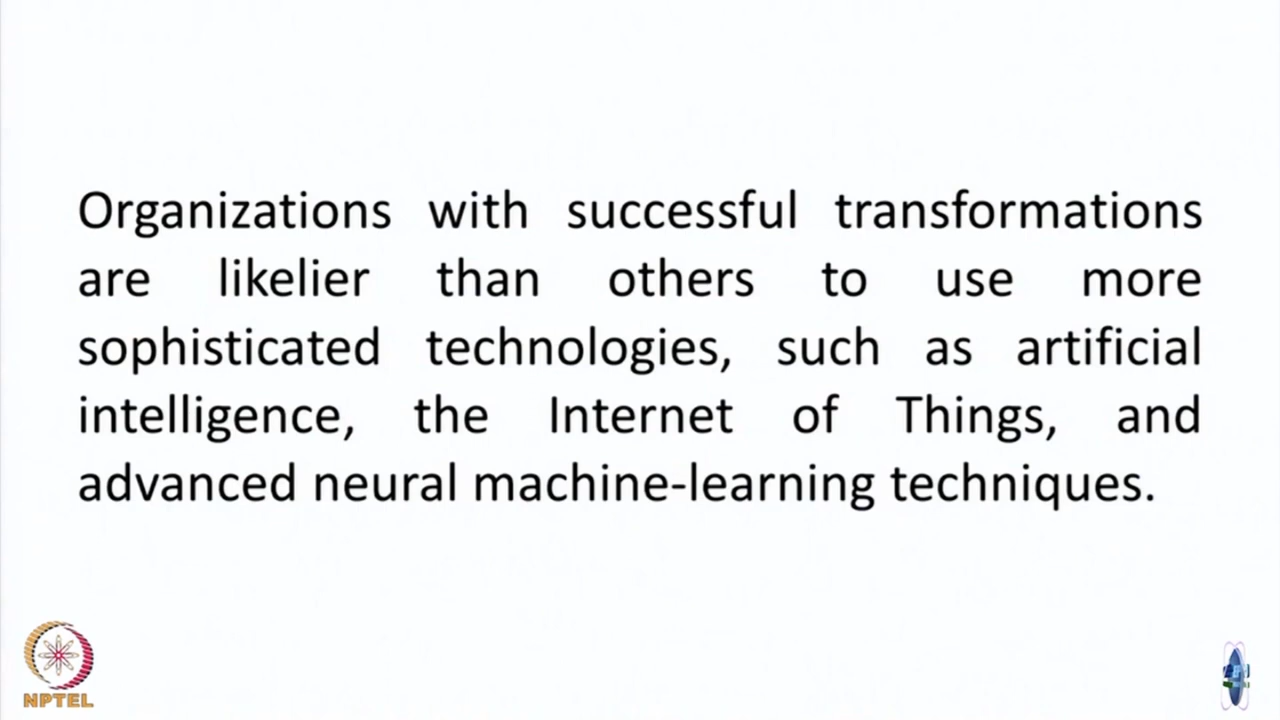 Organizations with successful transformations
are likelier than others to use more
sophisticated technologies, such as artificial
intelligence, the Internet of Things, and
advanced neural machine-learning techniques.
NPTEL